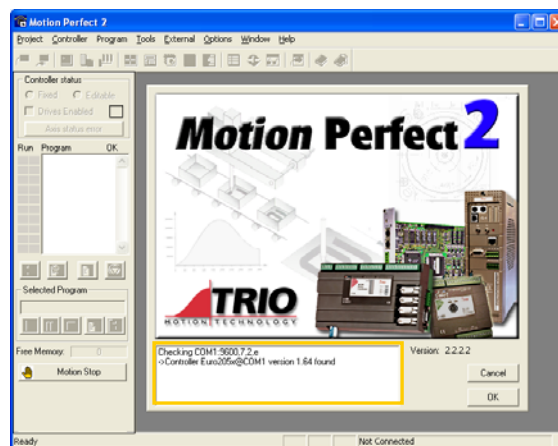 Motion Perfect 2
Project Controller Program Tools External Options Window Help
Controller status
Fixed Editable
Drives Enabled
Axis status error
Run Program OK
Selected Program
Free Memory: 0
Motion Stop
Motion Perfect 2
TRIO
MOTION TECHNOLOGY
Checking COM1:9600,7,2,e
->Controller Euro205x@COM1 version 1.64 found
Version: 2.2.2.2
Cancel
OK
Ready
Not Connected